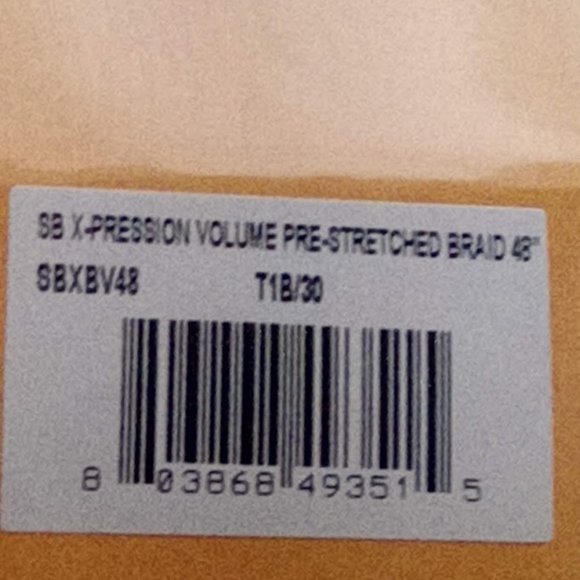 SB X-PRESSION VOLUME PRE-STRETCHED BRAID 48"
SBXBV48 T1B/30
8 03868 49351 5